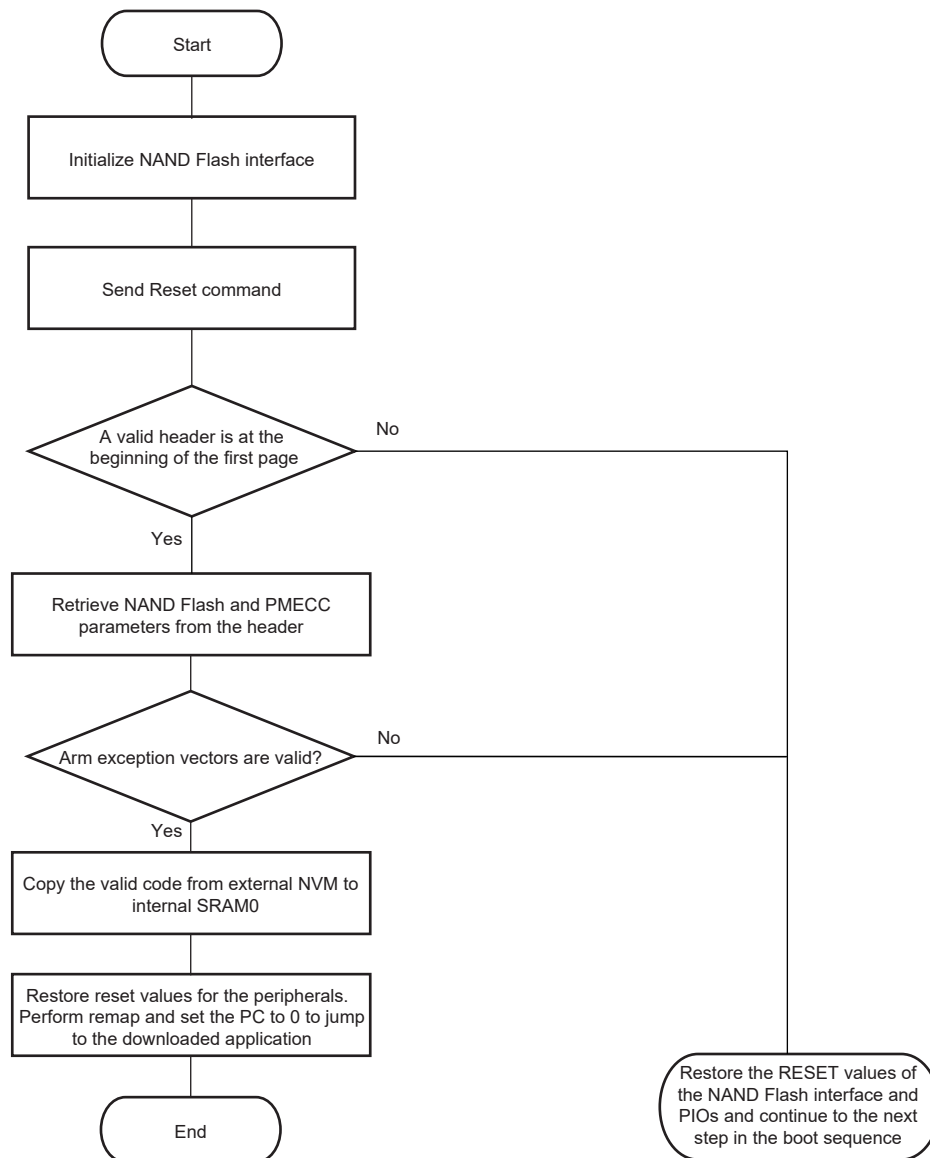 Start
Initialize NAND Flash interface
Send Reset command
A valid header is at the
beginning of the first page
No
Yes
Retrieve NAND Flash and PMECC
parameters from the header
Arm exception vectors are valid?
No
Yes
Copy the valid code from external NVM to
internal SRAM0
Restore reset values for the peripherals.
Perform remap and set the PC to 0 to jump
to the downloaded application
End
Restore the RESET values of
the NAND Flash interface and
PIOs and continue to the next
step in the boot sequence